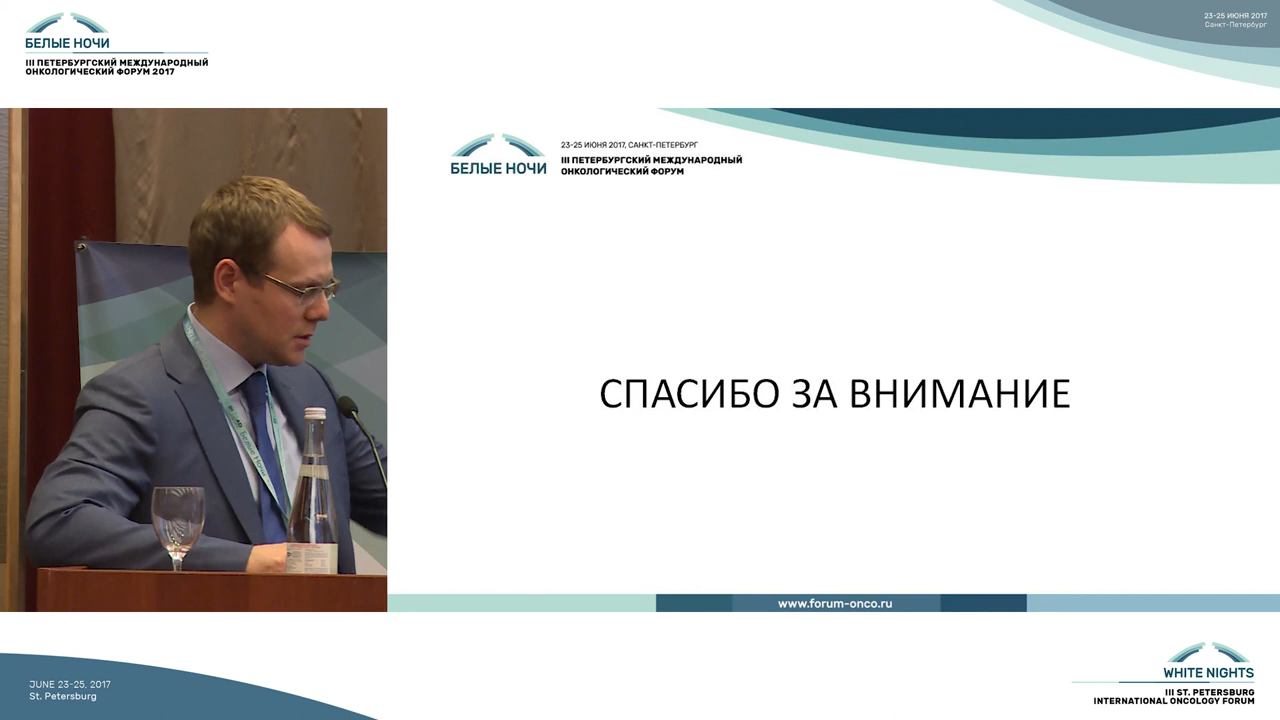 БЕЛЫЕ НОЧИ
III ПЕТЕРБУРГСКИЙ МЕЖДУНАРОДНЫЙ
ОНКОЛОГИЧЕСКИЙ ФОРУМ 2017
23-25 ИЮНЯ 2017
Санкт-Петербург
БЕЛЫЕ НОЧИ
23-25 ИЮНЯ 2017, САНКТ-ПЕТЕРБУРГ
III ПЕТЕРБУРГСКИЙ МЕЖДУНАРОДНЫЙ
ОНКОЛОГИЧЕСКИЙ ФОРУМ
СПАСИБО ЗА ВНИМАНИЕ
www.forum-onco.ru
JUNE 23-25, 2017
St. Petersburg
WHITE NIGHTS
III ST. PETERSBURG
INTERNATIONAL ONCOLOGY FORUM